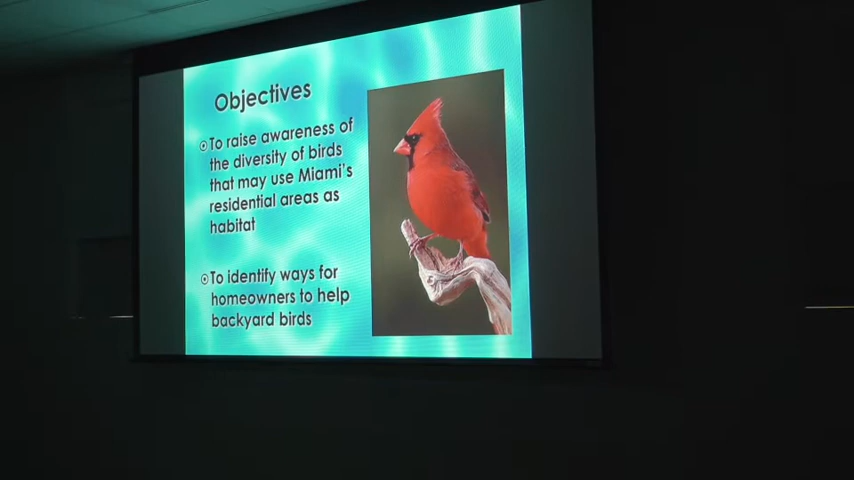 Objectives
To raise awareness of
the diversity of birds
that may use Miami's
residential areas as
habitat
To identify ways for
homeowners to help
backyard birds